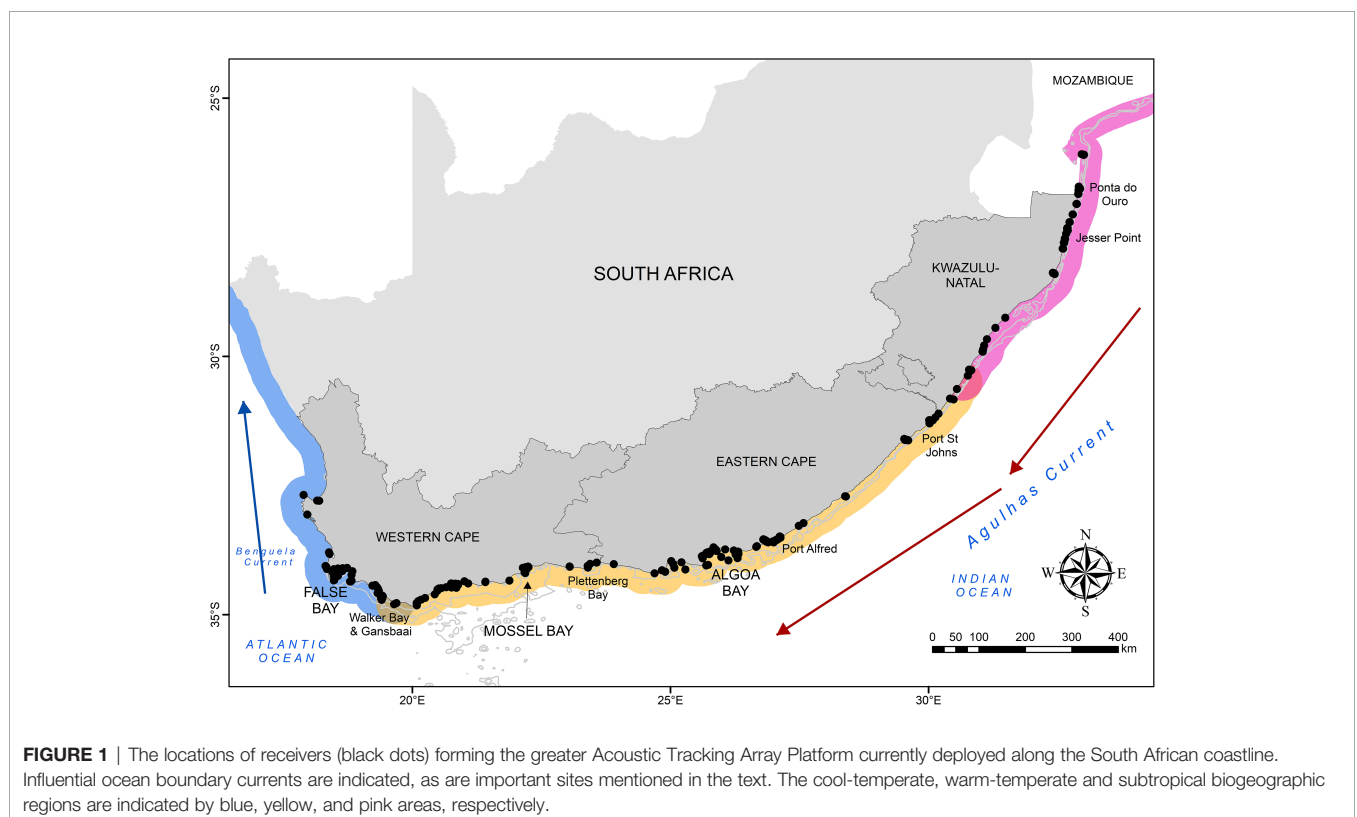 MOZAMBIQUE
25°S
Ponta do
Ouro
Jesser Point
KWAZULU-
NATAL
SOUTH AFRICA
30°S
Port St
Johns
EASTERN CAPE
Agulhas Current
WESTERN CAPE
Benguela
Current
Port Alfred
ALGOA
BAY
Plettenberg
Bay
FALSE
BAY
Walker Bay
& Gansbaai
MOSSEL BAY
35°S
ATLANTIC
OCEAN
INDIAN
OCEAN
N
W E
S
0 50 100 200 300 400
km
20°E 25°E 30°E
FIGURE 1 | The locations of receivers (black dots) forming the greater Acoustic Tracking Array Platform currently deployed along the South African coastline.
Influential ocean boundary currents are indicated, as are important sites mentioned in the text. The cool-temperate, warm-temperate and subtropical biogeographic
regions are indicated by blue, yellow, and pink areas, respectively.